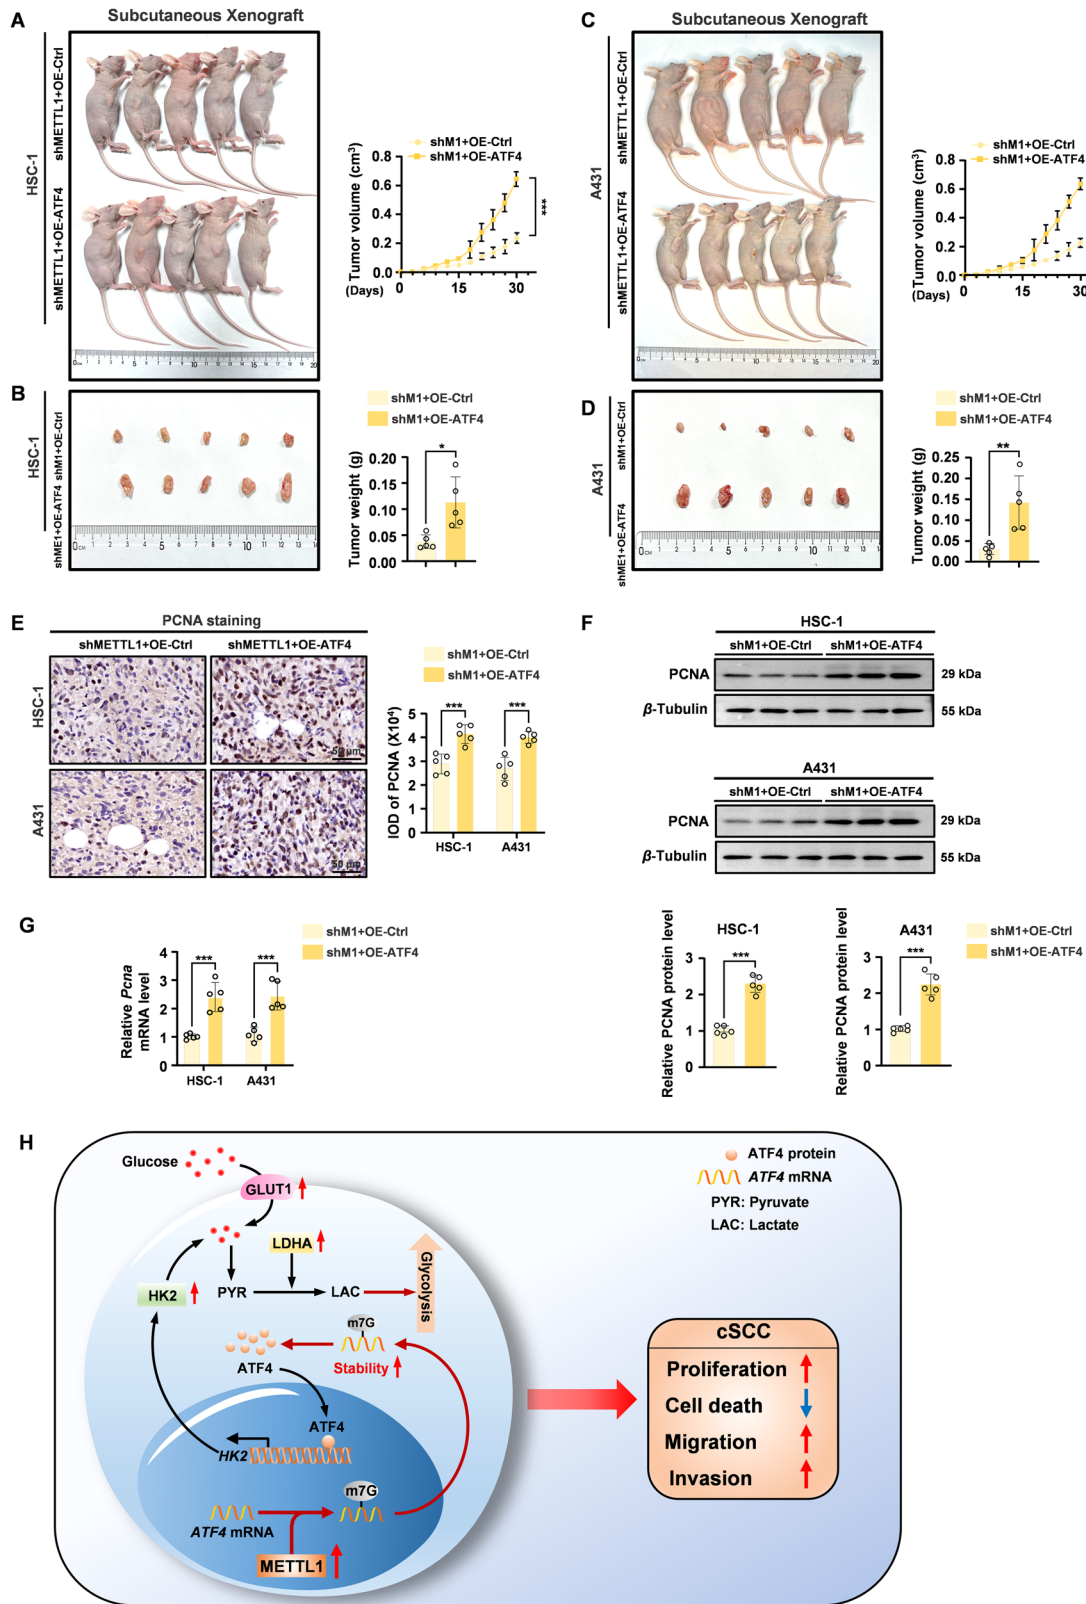 A
Subcutaneous Xenograft
HSC-1
shMETTL1+OE-Ctrl
shMETTL1+OE-ATF4
shM1+OE-Ctrl
shM1+OE-ATF4
Tumor volume (cm³)
0.8
0.6
0.4
0.2
0.0
0 15 30
(Days)
***
C
Subcutaneous Xenograft
A431
shMETTL1+OE-Ctrl
shMETTL1+OE-ATF4
shM1+OE-Ctrl
shM1+OE-ATF4
Tumor volume (cm³)
0.8
0.6
0.4
0.2
0.0
0 15 30
(Days)
B
HSC-1
shM1+OE-Ctrl
shME1+OE-ATF4
shM1+OE-Ctrl
shM1+OE-ATF4
Tumor weight (g)
0.20
0.15
0.10
0.05
0.00
*
D
A431
shM1+OE-Ctrl
shME1+OE-ATF4
shM1+OE-Ctrl
shM1+OE-ATF4
Tumor weight (g)
0.25
0.20
0.15
0.10
0.05
0.00
**
E
PCNA staining
shMETTL1+OE-Ctrl shMETTL1+OE-ATF4
HSC-1
50 μm
A431
50 μm
shM1+OE-Ctrl
shM1+OE-ATF4
IOD of PCNA (X10⁴)
5
4
3
2
1
0
*** ***
HSC-1 A431
F
HSC-1
shM1+OE-Ctrl shM1+OE-ATF4
PCNA 29 kDa
β-Tubulin 55 kDa
A431
shM1+OE-Ctrl shM1+OE-ATF4
PCNA 29 kDa
β-Tubulin 55 kDa
HSC-1
Relative PCNA protein level
3
2
1
0
***
A431
Relative PCNA protein level
3
2
1
0
***
shM1+OE-Ctrl
shM1+OE-ATF4
G
shM1+OE-Ctrl
shM1+OE-ATF4
Relative Pcna
mRNA level
4
3
2
1
0
*** ***
HSC-1 A431
H
Glucose
GLUT1
LDHA
HK2
PYR
LAC
Glycolysis
m7G
Stability
ATF4
ATF4
HK2
m7G
ATF4 mRNA
METTL1
ATF4 protein
ATF4 mRNA
PYR: Pyruvate
LAC: Lactate
cSCC
Proliferation
Cell death
Migration
Invasion